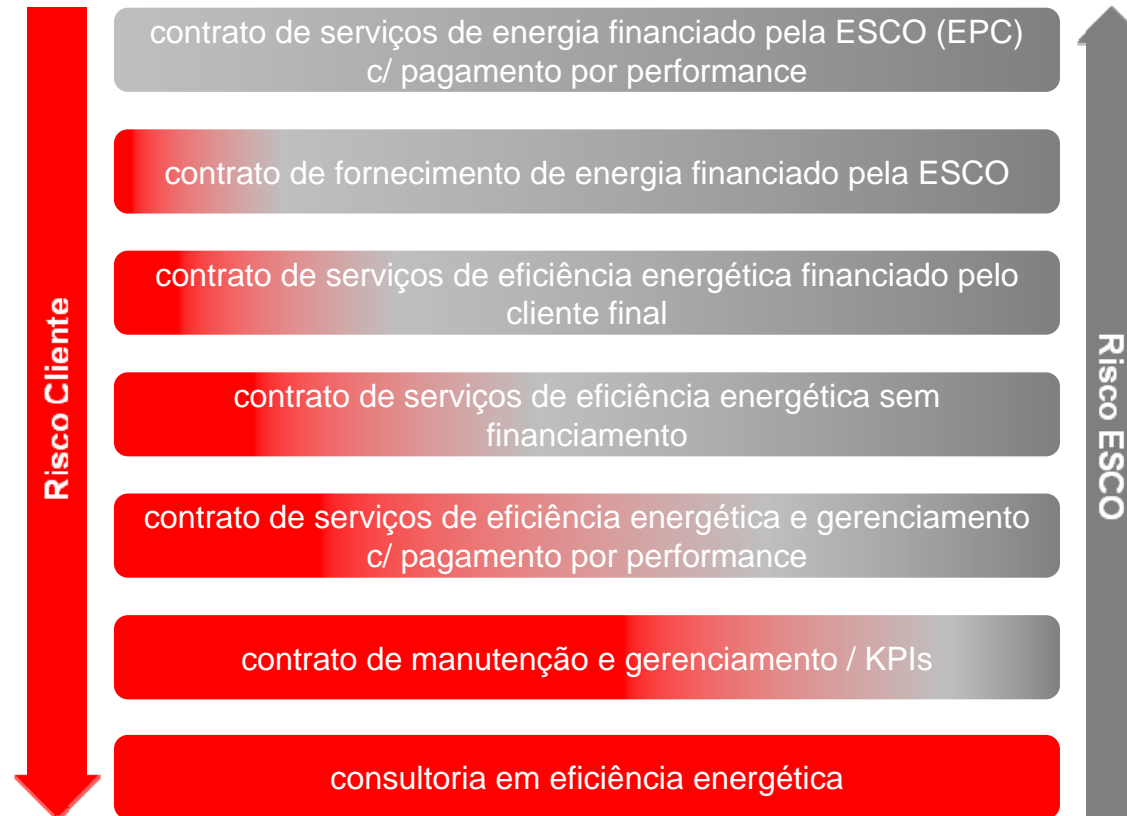 contrato de serviços de energia financiado pela ESCO (EPC)
c/ pagamento por performance
contrato de fornecimento de energia financiado pela ESCO
contrato de serviços de eficiência energética financiado pelo
cliente final
contrato de serviços de eficiência energética sem
financiamento
contrato de serviços de eficiência energética e gerenciamento
c/ pagamento por performance
contrato de manutenção e gerenciamento / KPIs
consultoria em eficiência energética
Risco Cliente
Risco ESCO